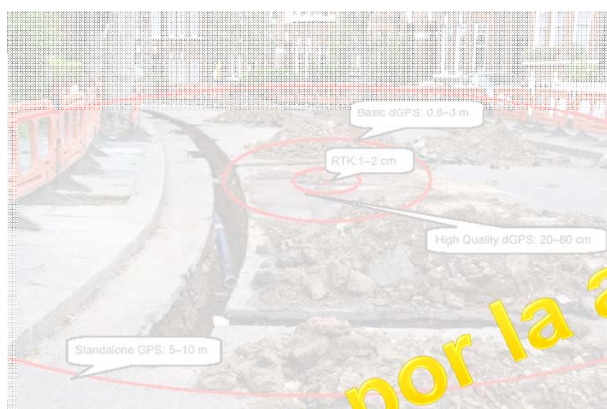 Basic dGPS: 0.6–3 m
RTK:1–2 cm
High Quality dGPS: 20–80 cm
Standalone GPS: 5–10 m
por la a